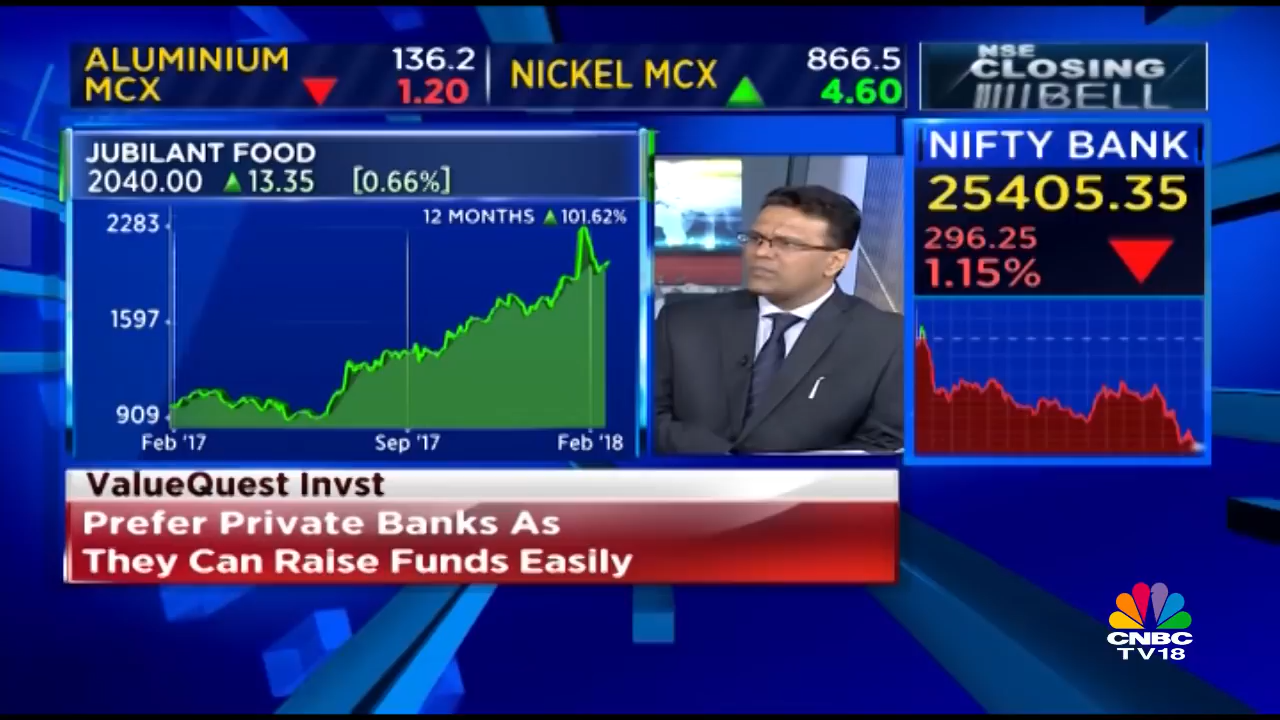 ALUMINIUM 136.2
MCX 1.20
NICKEL MCX 866.5
4.60
NSE
CLOSING
BELL
JUBILANT FOOD
2040.00 13.35 [0.66%]
12 MONTHS 101.62%
2283
1597
909
Feb '17 Sep '17 Feb '18
NIFTY BANK
25405.35
296.25
1.15%
ValueQuest Invst
Prefer Private Banks As
They Can Raise Funds Easily
CNBC
TV18